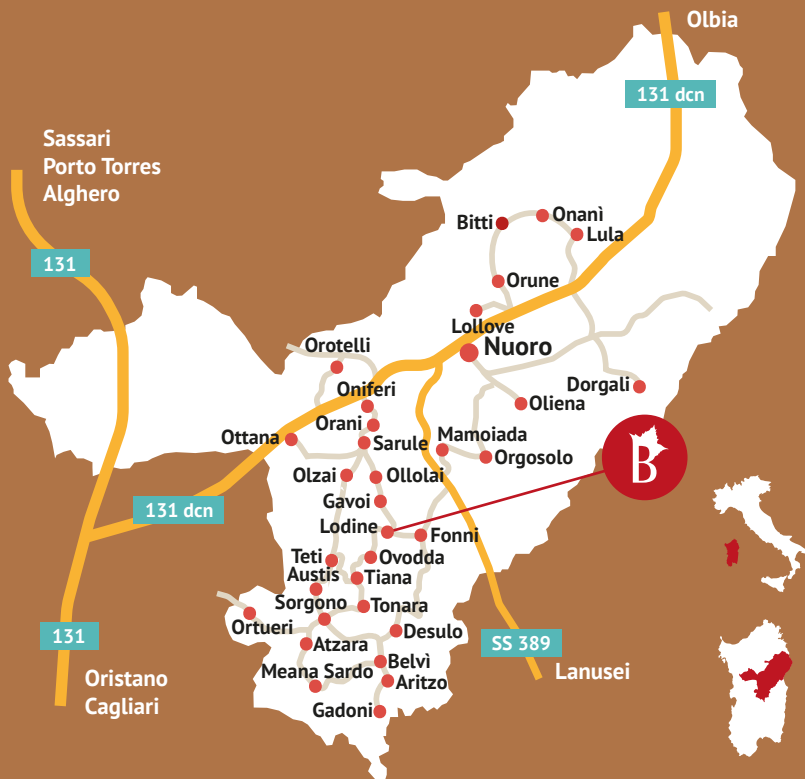 Olbia
131 dcn
Sassari
Porto Torres
Alghero
131
Bitti
Onanì
Lula
Orune
Lollove
Nuoro
Orotelli
Oniferi
Dorgali
Oliena
Orani
Ottana
Sarule
Mamoiada
Orgosolo
B
Olzai
Ollolai
Gavoi
131 dcn
Lodine
Fonni
Teti
Ovodda
Austis
Tiana
Sorgono
Tonara
Ortueri
Desulo
131
Atzara
SS 389
Belvì
Meana Sardo
Lanusei
Aritzo
Oristano
Cagliari
Gadoni